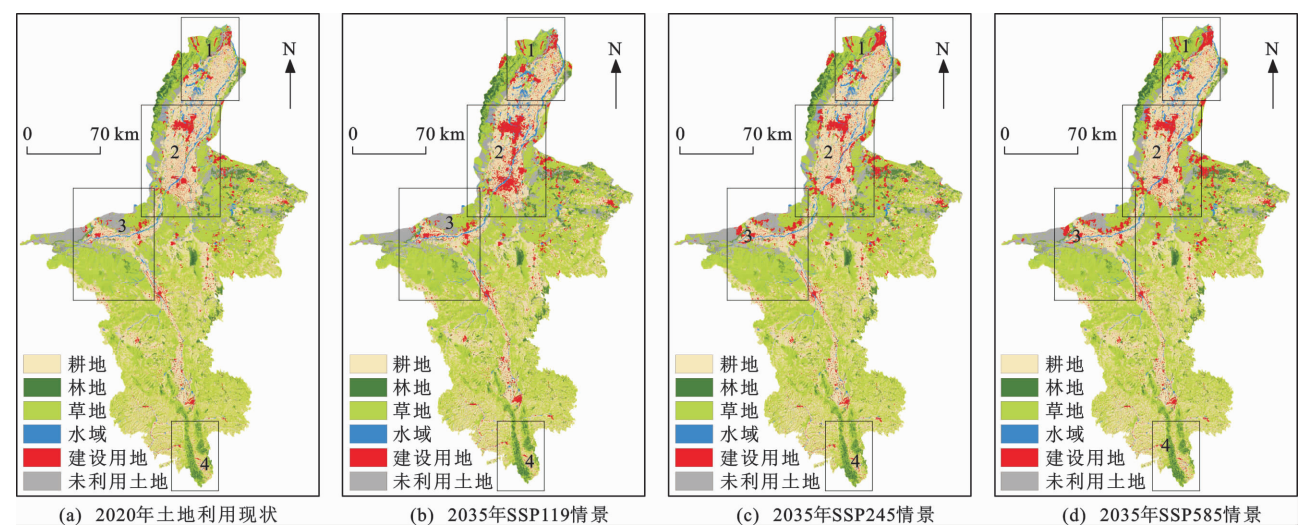 1
N
0 70 km
2
3
耕地
林地
草地
水域
建设用地
未利用土地
4
(a) 2020年土地利用现状
1
N
0 70 km
2
3
耕地
林地
草地
水域
建设用地
未利用土地
4
(b) 2035年SSP119情景
1
N
0 70 km
2
3
耕地
林地
草地
水域
建设用地
未利用土地
4
(c) 2035年SSP245情景
1
N
0 70 km
2
3
耕地
林地
草地
水域
建设用地
未利用土地
4
(d) 2035年SSP585情景